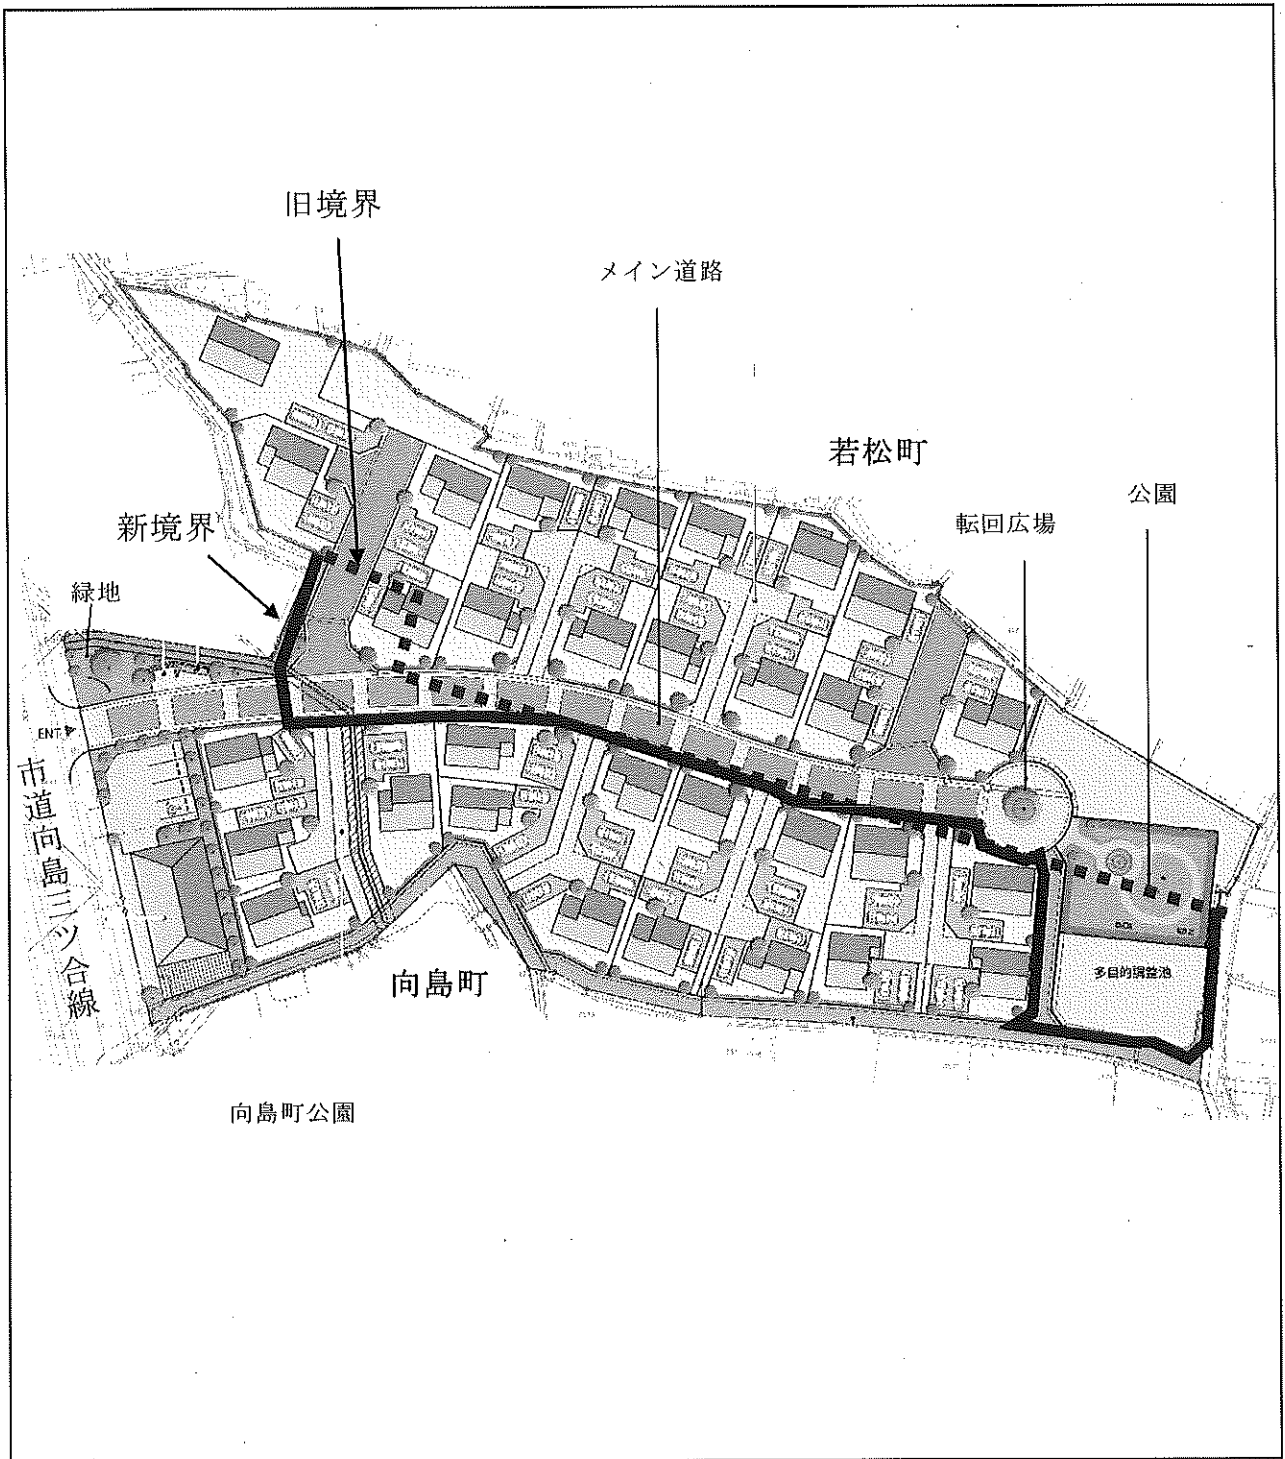 旧境界
メイン道路
若松町
公園
転回広場
新境界
緑地
ENT.
市道向島三ツ合線
多目的調整池
向島町
向島町公園